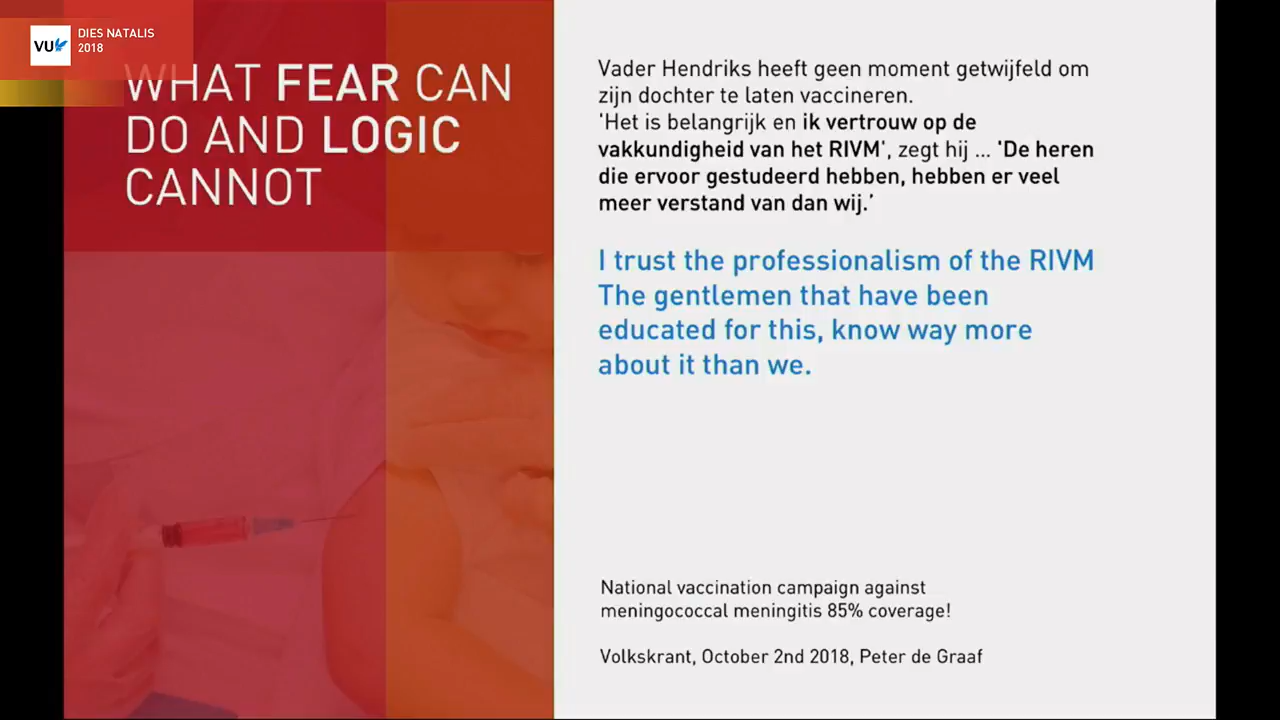 VU
DIES NATALIS
2018
WHAT FEAR CAN
DO AND LOGIC
CANNOT
Vader Hendriks heeft geen moment getwijfeld om
zijn dochter te laten vaccineren.
'Het is belangrijk en ik vertrouw op de
vakkundigheid van het RIVM', zegt hij ... 'De heren
die ervoor gestudeerd hebben, hebben er veel
meer verstand van dan wij.’
I trust the professionalism of the RIVM
The gentlemen that have been
educated for this, know way more
about it than we.
National vaccination campaign against
meningococcal meningitis 85% coverage!
Volkskrant, October 2nd 2018, Peter de Graaf